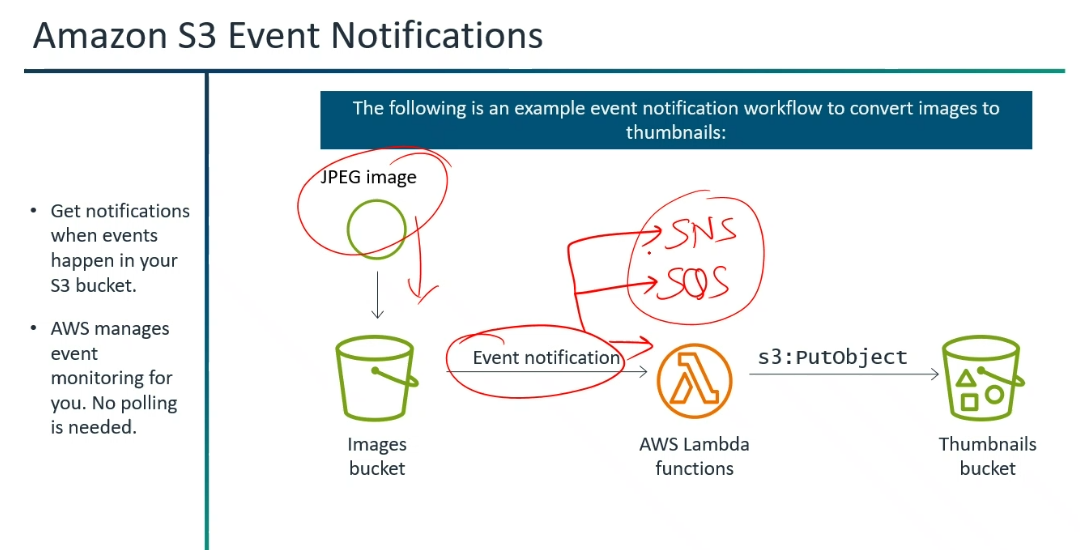 Amazon S3 Event Notifications
The following is an example event notification workflow to convert images to
thumbnails:
• Get notifications
when events
happen in your
S3 bucket.
• AWS manages
event
monitoring for
you. No polling
is needed.
JPEG image
SNS
SQS
Event notification
s3:PutObject
Images
bucket
AWS Lambda
functions
Thumbnails
bucket